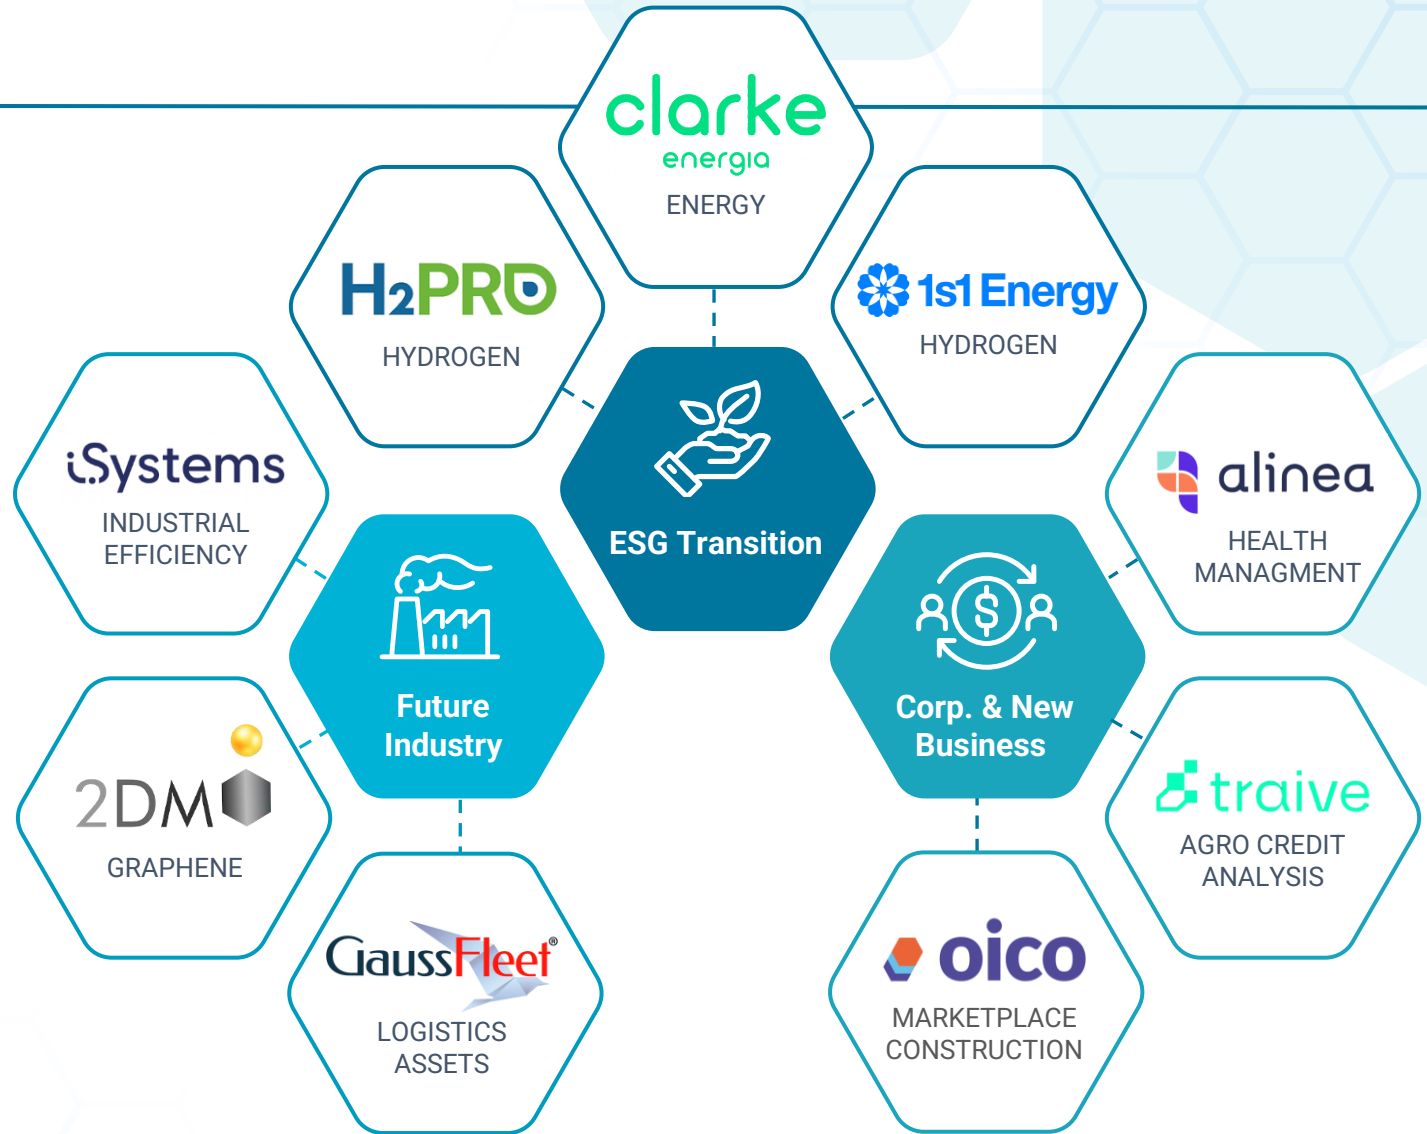 clarke
energia
ENERGY
H2PRO
HYDROGEN
1s1 Energy
HYDROGEN
ESG Transition
iSystems
INDUSTRIAL
EFFICIENCY
alinea
HEALTH
MANAGMENT
Future
Industry
Corp. & New
Business
$
2DM
GRAPHENE
traive
AGRO CREDIT
ANALYSIS
GaussFleet®
LOGISTICS
ASSETS
oico
MARKETPLACE
CONSTRUCTION